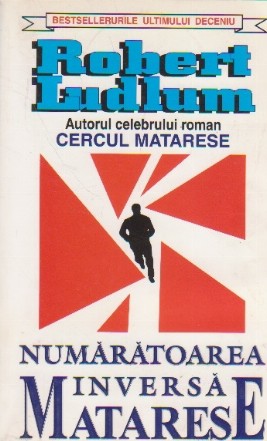 BESTSELLERURILE ULTIMULUI DECENIU
Robert
Ludlum
Autorul celebrului roman
CERCUL MATARESE
NUMĂRĂTOAREA
INVERSĂ
MATARESE